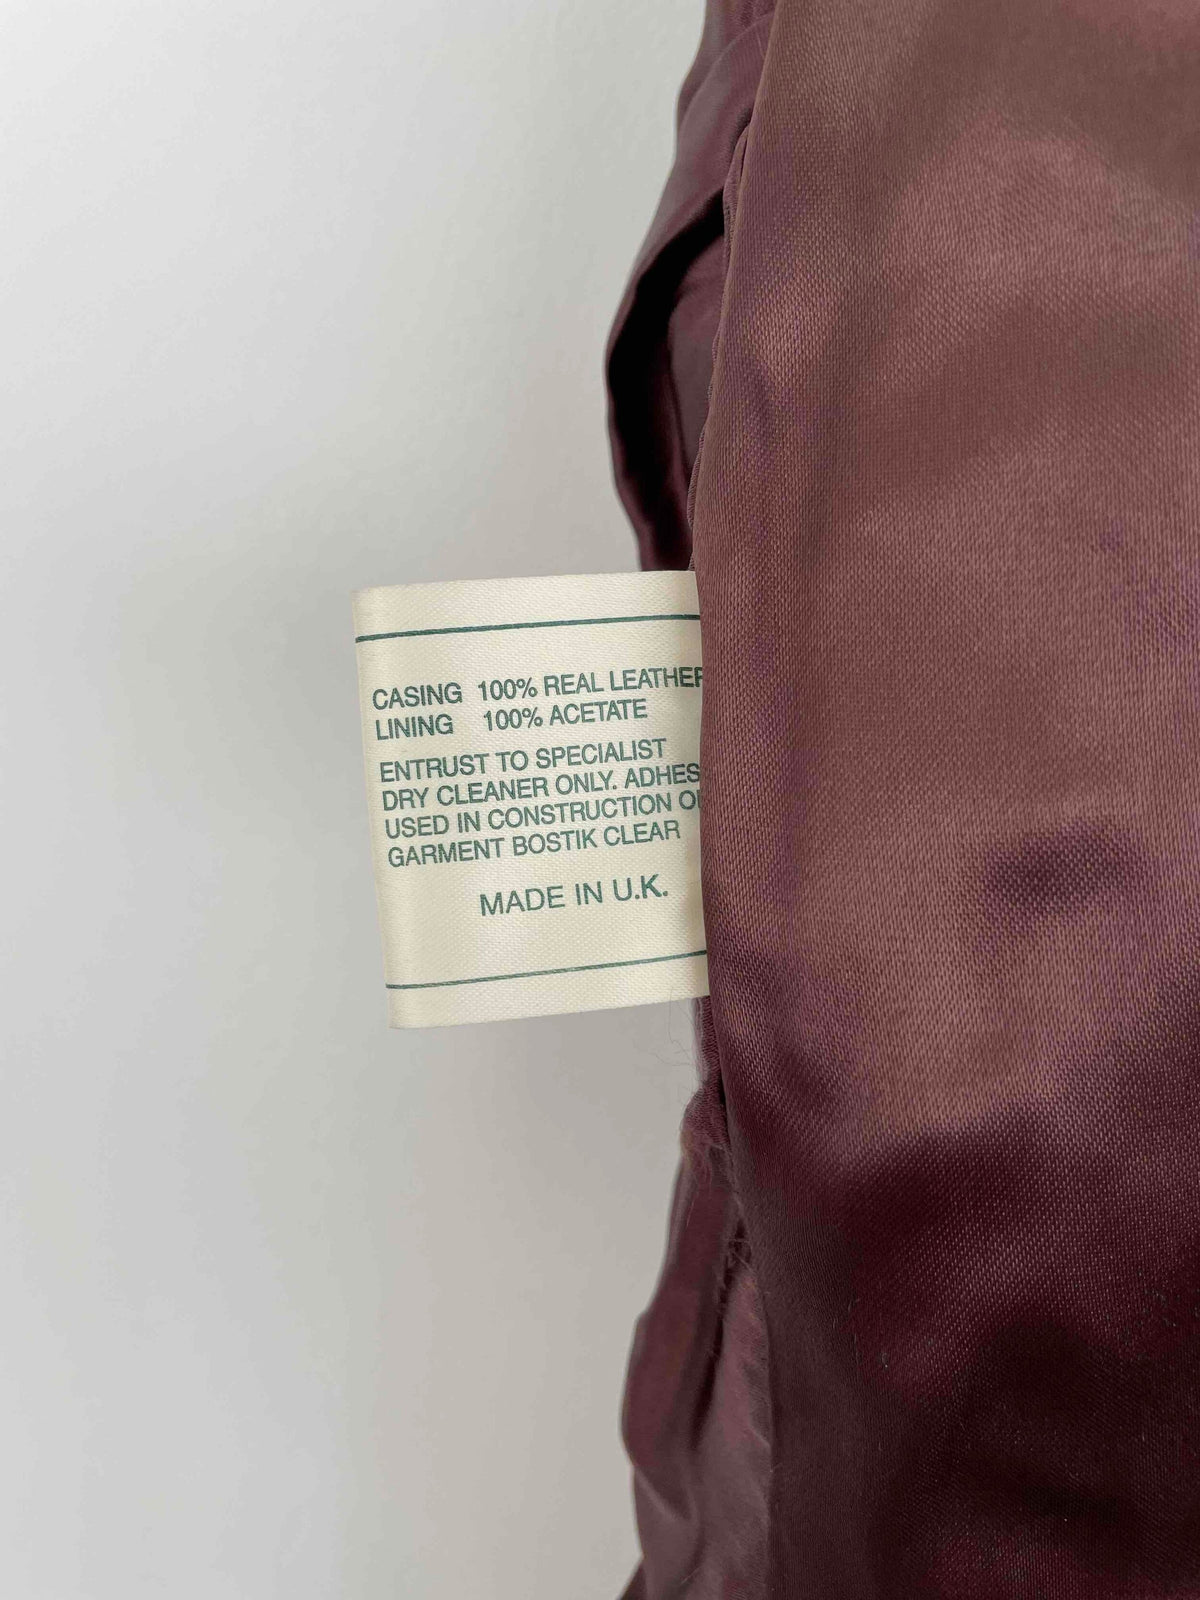 CASING 100% REAL LEATHER
LINING 100% ACETATE
ENTRUST TO SPECIALIST
DRY CLEANER ONLY. ADHES
USED IN CONSTRUCTION O
GARMENT BOSTIK CLEAR
MADE IN U.K.